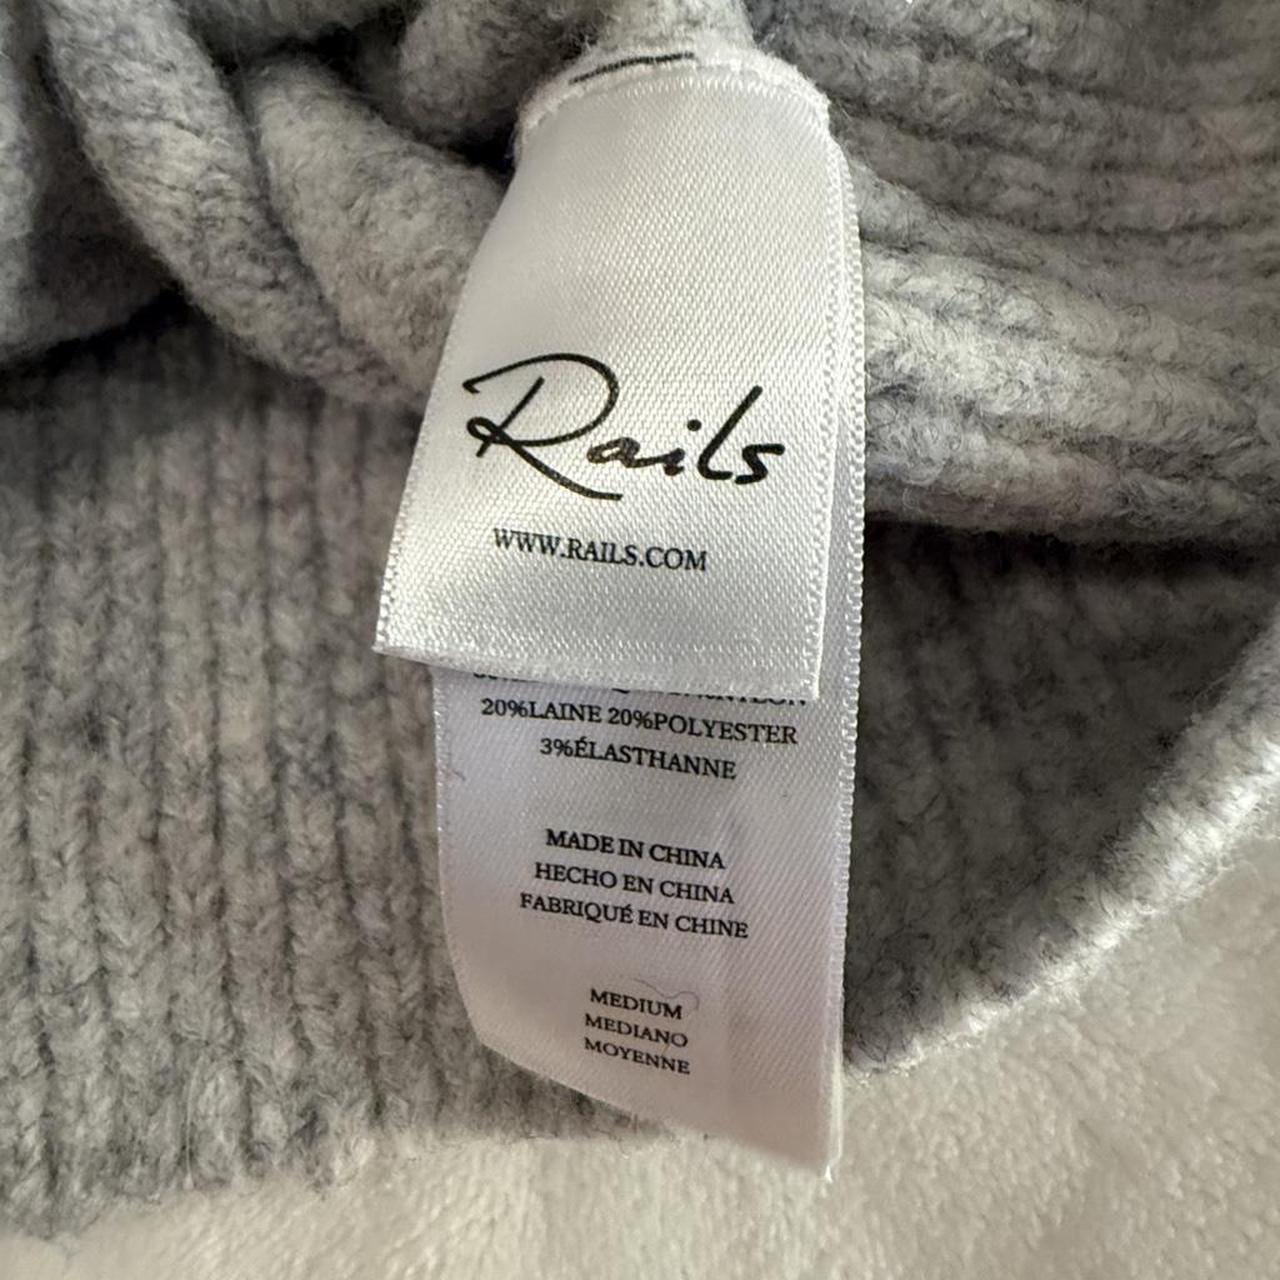 Rails
WWW.RAILS.COM
20%LAINE 20%POLYESTER
3%ÉLASTHANNE
MADE IN CHINA
HECHO EN CHINA
FABRIQUÉ EN CHINE
MEDIUM
MEDIANO
MOYENNE